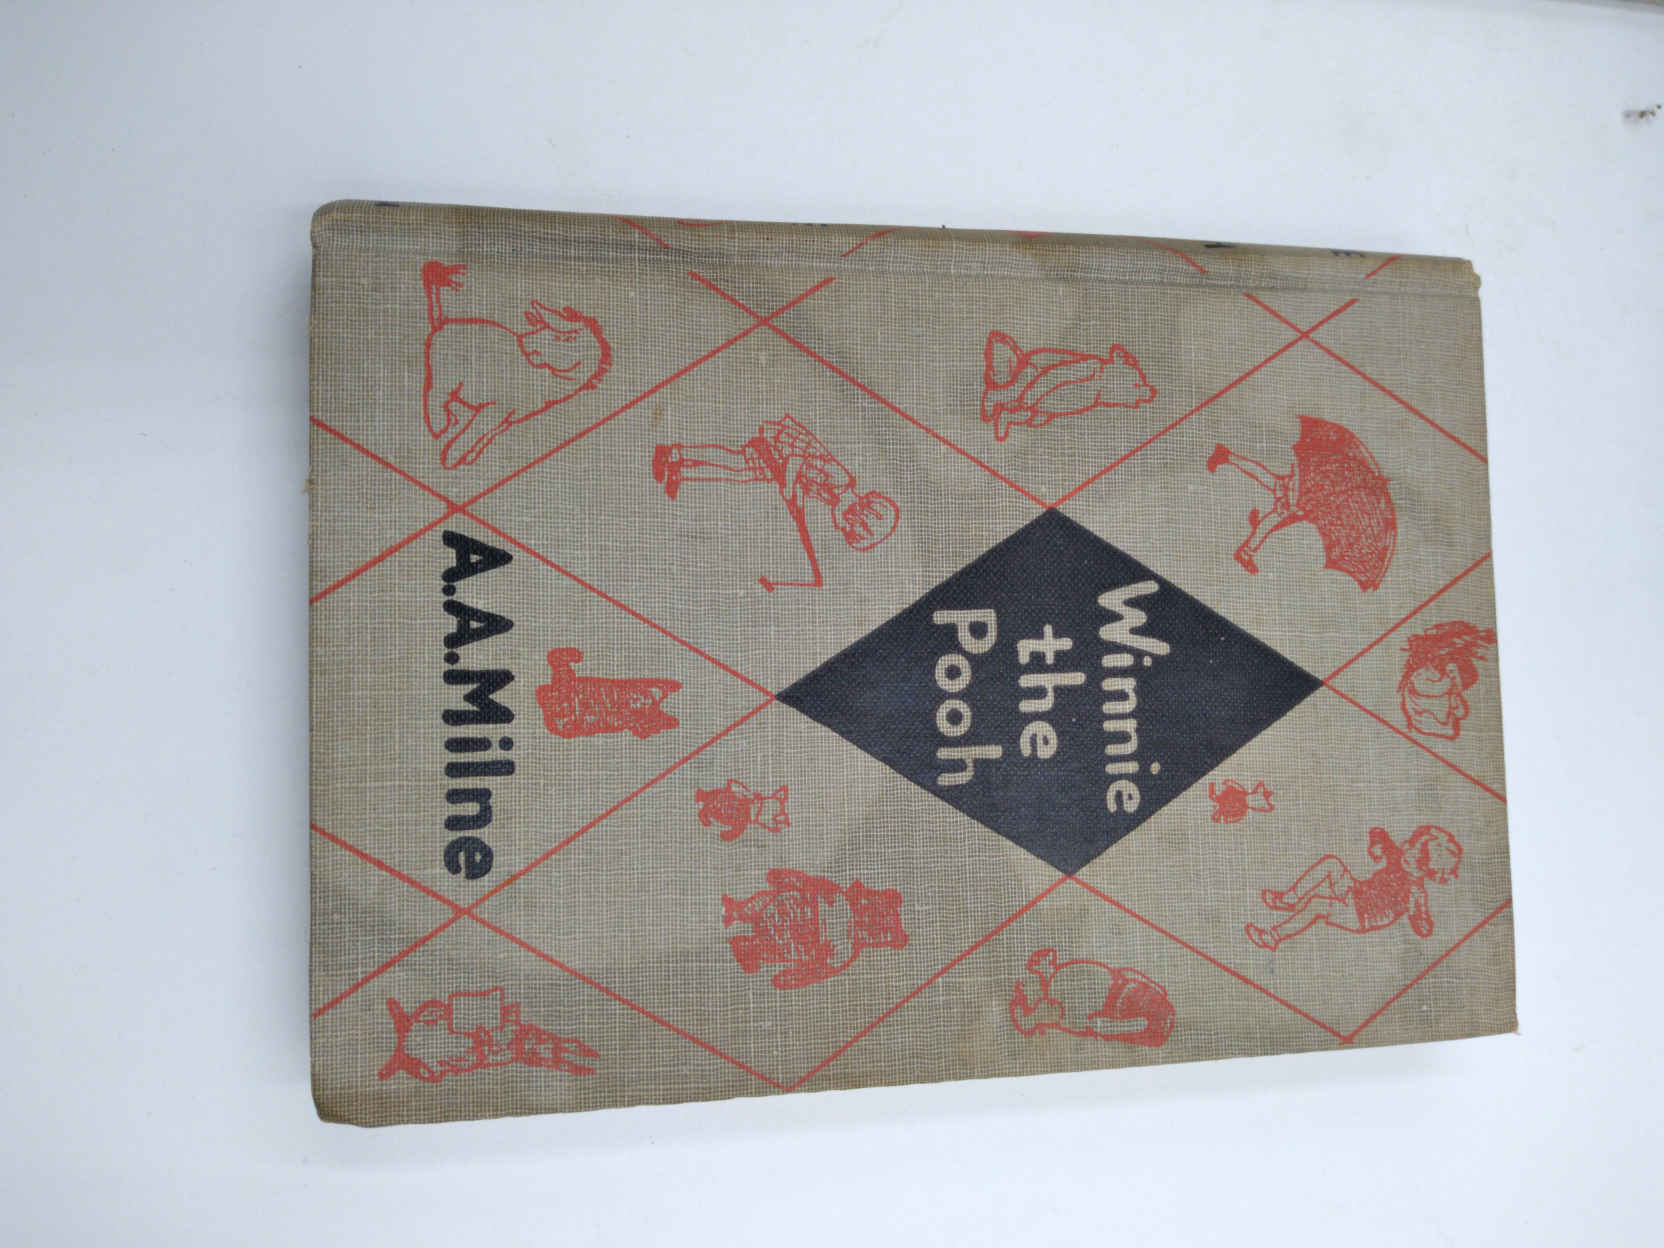 Winnie
the
Pooh
A.A.Milne